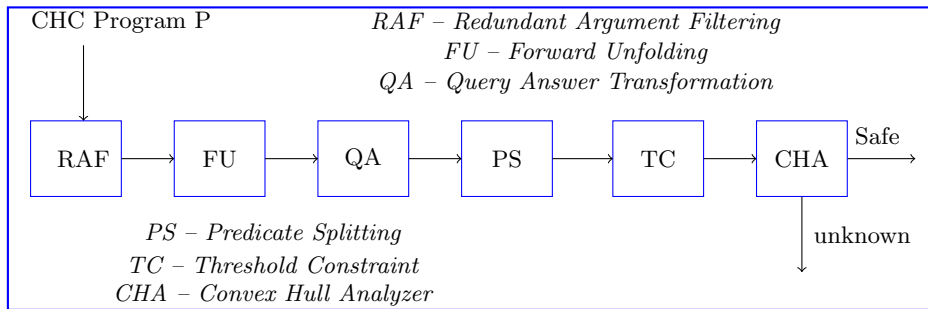 CHC Program P
RAF – Redundant Argument Filtering
FU – Forward Unfolding
QA – Query Answer Transformation
RAF
FU
QA
PS
TC
CHA
Safe
unknown
PS – Predicate Splitting
TC – Threshold Constraint
CHA – Convex Hull Analyzer